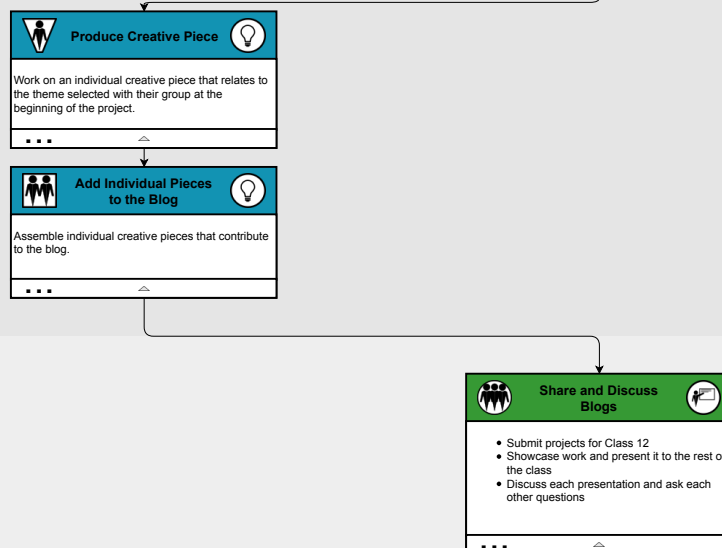 Produce Creative Piece
Work on an individual creative piece that relates to
the theme selected with their group at the
beginning of the project.
Add Individual Pieces
to the Blog
Assemble individual creative pieces that contribute
to the blog.
Share and Discuss
Blogs
Submit projects for Class 12
Showcase work and present it to the rest o
the class
Discuss each presentation and ask each
other questions